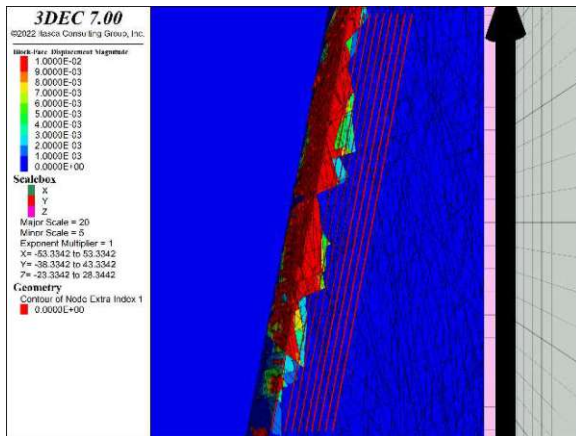 3DEC 7.00
©2022 Itasca Consulting Group, Inc.
Block-Face Displacement Magnitude
1.0000E-02
9.0000E-03
8.0000E-03
7.0000E-03
6.0000E-03
5.0000E-03
4.0000E-03
3.0000E-03
2.0000E-03
1.0000E-03
0.0000E+00
Scalebox
X
Y
Z
Major Scale = 20
Minor Scale = 5
Exponent Multiplier = 1
X= -53.3342 to 53.3342
Y= -38.3342 to 43.3342
Z= -23.3342 to 28.3442
Geometry
Contour of Node Extra Index 1
0.0000E+00